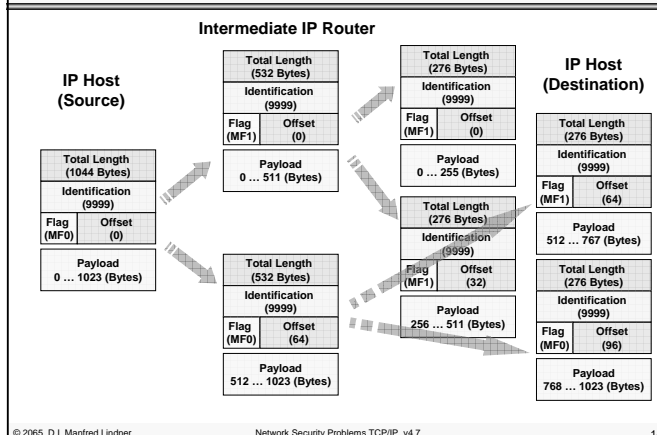 Intermediate IP Router
IP Host
(Source)
Total Length
(1044 Bytes)
Identification
(9999)
Flag
(MF0)
Offset
(0)
Payload
0 … 1023 (Bytes)
Total Length
(532 Bytes)
Identification
(9999)
Flag
(MF1)
Offset
(0)
Payload
0 … 511 (Bytes)
Total Length
(532 Bytes)
Identification
(9999)
Flag
(MF0)
Offset
(64)
Payload
512 … 1023 (Bytes)
Total Length
(276 Bytes)
Identification
(9999)
Flag
(MF1)
Offset
(0)
Payload
0 … 255 (Bytes)
Total Length
(276 Bytes)
Identification
(9999)
Flag
(MF1)
Offset
(32)
Payload
256 … 511 (Bytes)
IP Host
(Destination)
Total Length
(276 Bytes)
Identification
(9999)
Flag
(MF1)
Offset
(64)
Payload
512 … 767 (Bytes)
Total Length
(276 Bytes)
Identification
(9999)
Flag
(MF0)
Offset
(96)
Payload
768 … 1023 (Bytes)
© 2065, D.I. Manfred Lindner
Network Security Problems TCP/IP, v4.7
1